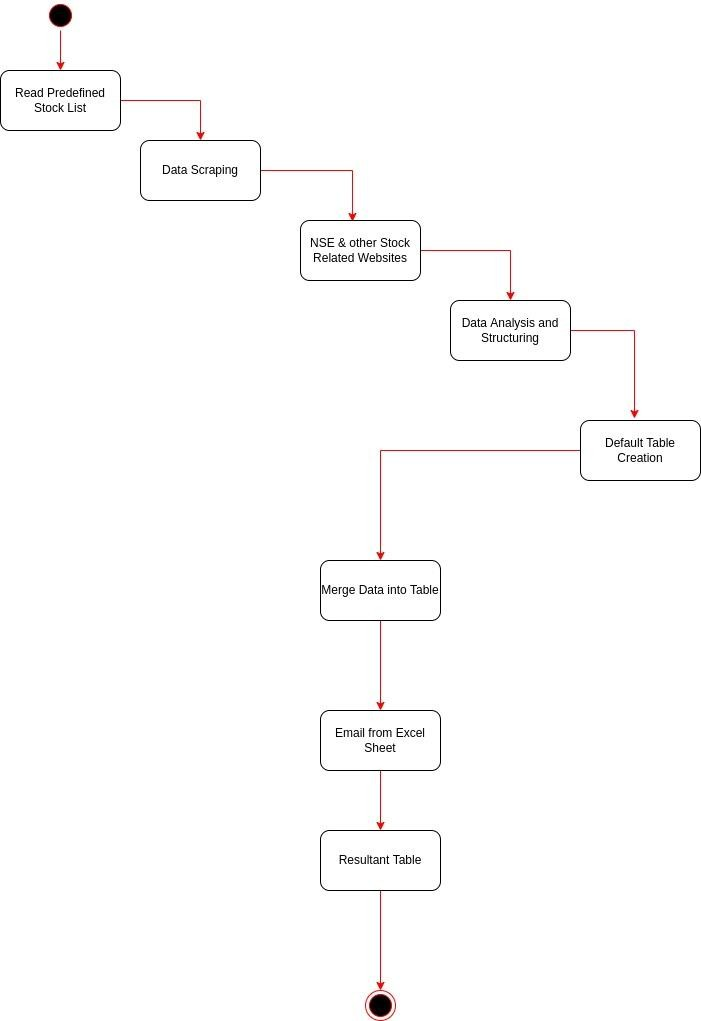 Read Predefined
Stock List
Data Scraping
NSE & other Stock
Related Websites
Data Analysis and
Structuring
Default Table
Creation
Merge Data into Table
Email from Excel
Sheet
Resultant Table